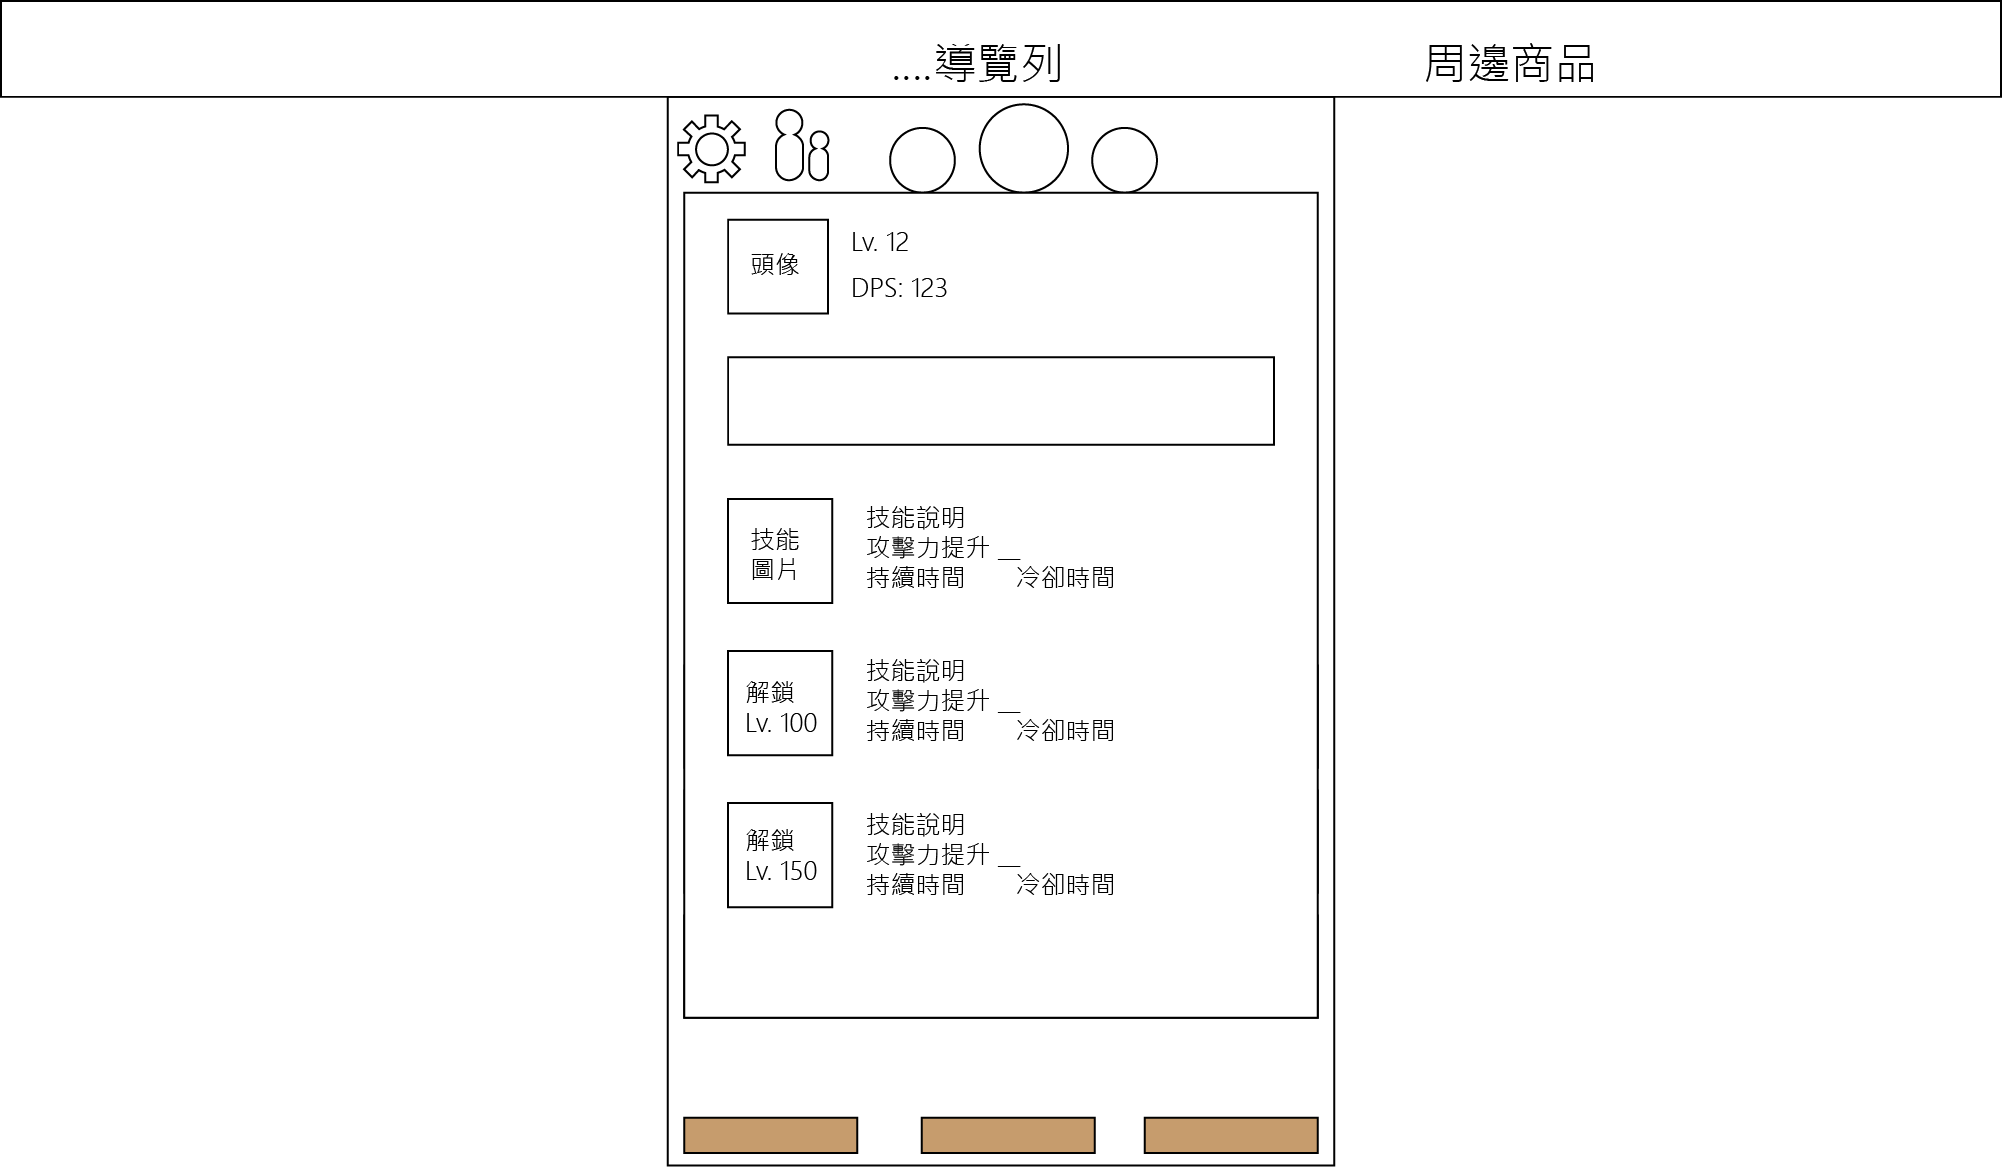 ....導覽列
周邊商品
頭像
Lv. 12
DPS: 123
技能
圖片
技能說明
攻擊力提升 __
持續時間　　冷卻時間
解鎖
Lv. 100
技能說明
攻擊力提升 __
持續時間　　冷卻時間
解鎖
Lv. 150
技能說明
攻擊力提升 __
持續時間　　冷卻時間